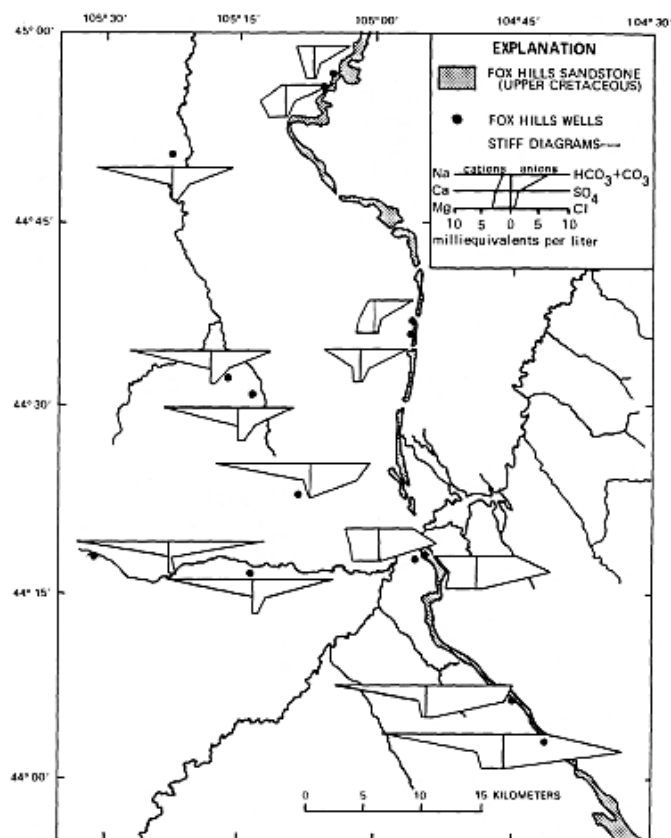 105° 30' 105° 15' 105° 00' 104° 45' 104° 30'
45° 00'
EXPLANATION
FOX HILLS SANDSTONE
(UPPER CRETACEOUS)
FOX HILLS WELLS
STIFF DIAGRAMS
Na cations anions HCO3+CO3
Ca SO4
Mg Cl
10 5 0 5 10
milliequivalents per liter
44° 45'
44° 30'
44° 15'
44° 00'
0 5 10 15 KILOMETERS